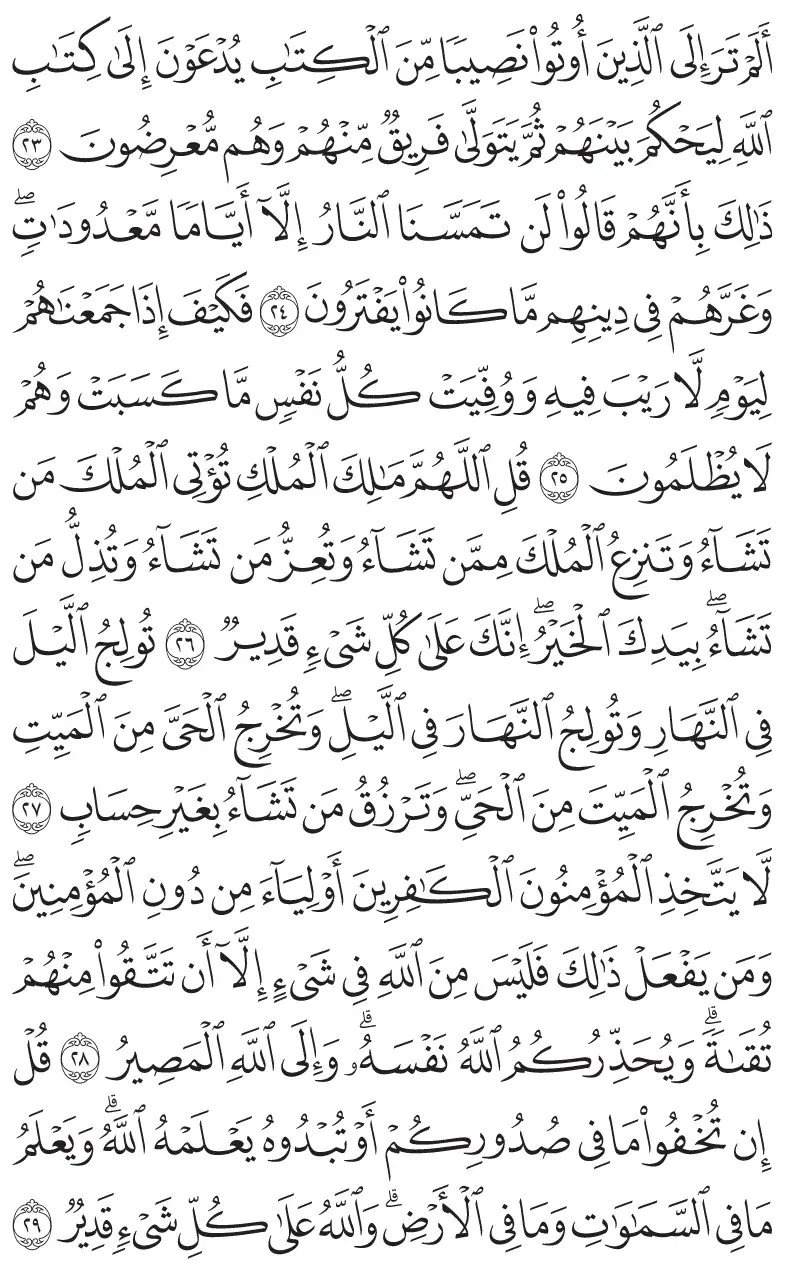 أَلَمْ تَرَ إِلَى ٱلَّذِينَ أُوتُوا۟ نَصِيبًا مِّنَ ٱلْكِتَـٰبِ يُدْعَوْنَ إِلَىٰ كِتَـٰبِ
ٱللَّهِ لِيَحْكُمَ بَيْنَهُمْ ثُمَّ يَتَوَلَّىٰ فَرِيقٌ مِّنْهُمْ وَهُم مُّعْرِضُونَ ٢٣
ذَٰلِكَ بِأَنَّهُمْ قَالُوا۟ لَن تَمَسَّنَا ٱلنَّارُ إِلَّآ أَيَّامًا مَّعْدُودَٰتٍ ۖ
وَغَرَّهُمْ فِى دِينِهِم مَّا كَانُوا۟ يَفْتَرُونَ ٢٤ فَكَيْفَ إِذَا جَمَعْنَـٰهُمْ
لِيَوْمٍ لَّا رَيْبَ فِيهِ وَوُفِّيَتْ كُلُّ نَفْسٍ مَّا كَسَبَتْ وَهُمْ
لَا يُظْلَمُونَ ٢٥ قُلِ ٱللَّهُمَّ مَـٰلِكَ ٱلْمُلْكِ تُؤْتِى ٱلْمُلْكَ مَن
تَشَآءُ وَتَنزِعُ ٱلْمُلْكَ مِمَّن تَشَآءُ وَتُعِزُّ مَن تَشَآءُ وَتُذِلُّ مَن
تَشَآءُ ۖ بِيَدِكَ ٱلْخَيْرُ ۖ إِنَّكَ عَلَىٰ كُلِّ شَىْءٍ قَدِيرٌ ٢٦ تُولِجُ ٱلَّيْلَ
فِى ٱلنَّهَارِ وَتُولِجُ ٱلنَّهَارَ فِى ٱلَّيْلِ ۖ وَتُخْرِجُ ٱلْحَىَّ مِنَ ٱلْمَيِّتِ
وَتُخْرِجُ ٱلْمَيِّتَ مِنَ ٱلْحَىِّ ۖ وَتَرْزُقُ مَن تَشَآءُ بِغَيْرِ حِسَابٍ ٢٧
لَّا يَتَّخِذِ ٱلْمُؤْمِنُونَ ٱلْكَـٰفِرِينَ أَوْلِيَآءَ مِن دُونِ ٱلْمُؤْمِنِينَ ۖ
وَمَن يَفْعَلْ ذَٰلِكَ فَلَيْسَ مِنَ ٱللَّهِ فِى شَىْءٍ إِلَّآ أَن تَتَّقُوا۟ مِنْهُمْ
تُقَىٰةً ۗ وَيُحَذِّرُكُمُ ٱللَّهُ نَفْسَهُۥ ۗ وَإِلَى ٱللَّهِ ٱلْمَصِيرُ ٢٨ قُلْ
إِن تُخْفُوا۟ مَا فِى صُدُورِكُمْ أَوْ تُبْدُوهُ يَعْلَمْهُ ٱللَّهُ ۗ وَيَعْلَمُ
مَا فِى ٱلسَّمَـٰوَٰتِ وَمَا فِى ٱلْأَرْضِ ۗ وَٱللَّهُ عَلَىٰ كُلِّ شَىْءٍ قَدِيرٌ ٢٩